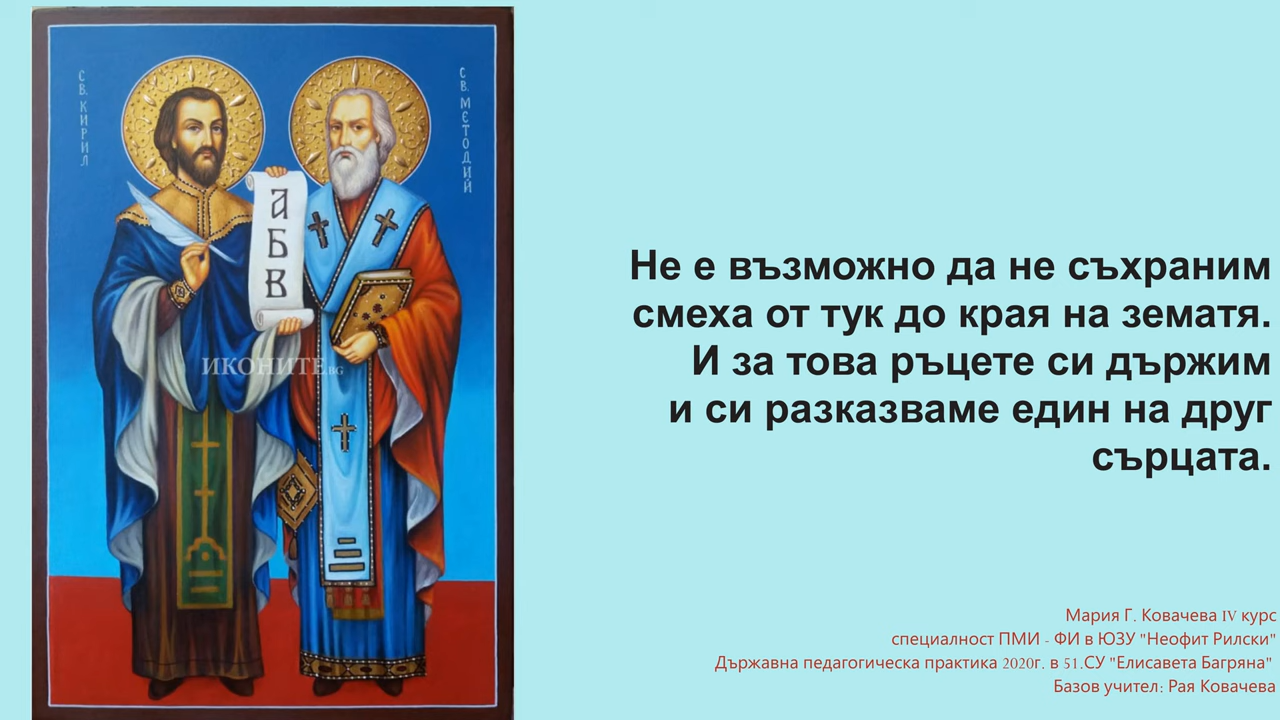 СВ. КИРИЛ
СВ. МЕТОДИЙ
А
Б
В
ИКОНИТЕ.BG
Не е възможно да не съхраним
смеха от тук до края на зематя.
И за това ръцете си държим
и си разказваме един на друг
сърцата.
Мария Г. Ковачева IV курс
специалност ПМИ - ФИ в ЮЗУ "Неофит Рилски"
Държавна педагогическа практика 2020г. в 51.СУ "Елисавета Багряна"
Базов учител: Рая Ковачева